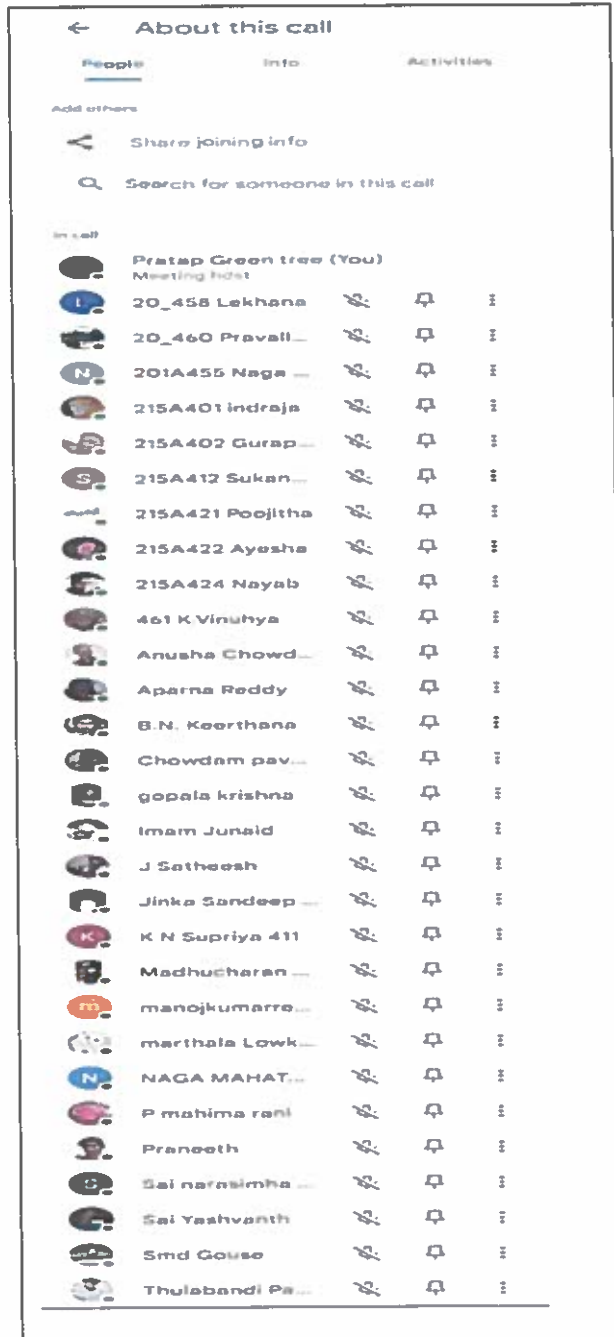 ← About this call
People Info Activities
Add others
Share joining info
Search for someone in this call
In call
Pratap Green tree (You)
Meeting host
L 20_458 Lekhana
20_460 Pravall...
N 201A455 Naga ...
215A401 indraja
215A402 Gurap...
S 215A412 Sukan...
215A421 Poojitha
215A422 Ayesha
215A424 Nayab
461 K Vinuhya
Anusha Chowd...
Aparna Reddy
B.N. Keerthana
Chowdam pav...
gopala krishna
Imam Junaid
J Satheesh
Jinka Sandeep ...
K K N Supriya 411
Madhucharan ...
m manojkumarre...
marthala Lowk...
N NAGA MAHAT...
P mahima rani
Praneeth
S Sai narasimha ...
Sai Yashvanth
Smd Gouse
Thulabandi Pa...